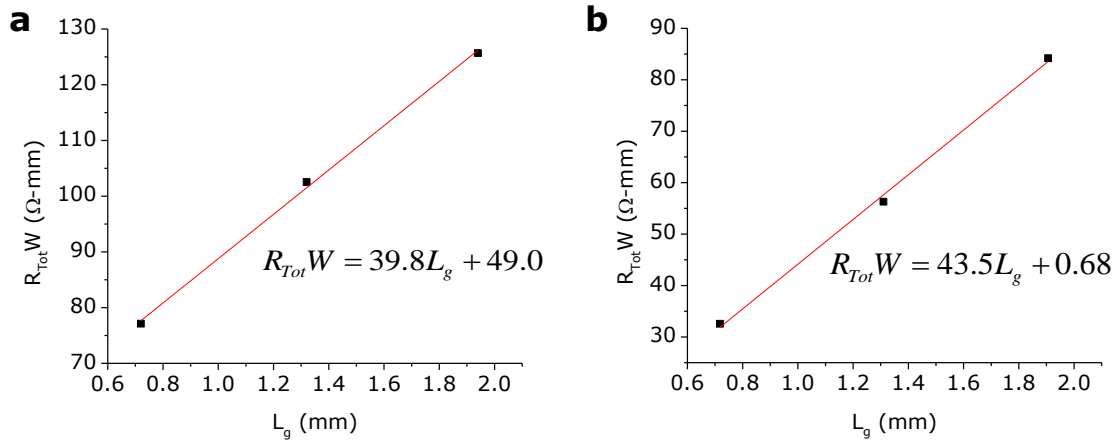 a
130
120
110
100
90
80
70
R_Tot W (Ω-mm)
R_Tot W = 39.8L_g + 49.0
0.6 0.8 1.0 1.2 1.4 1.6 1.8 2.0
L_g (mm)
b
90
80
70
60
50
40
30
R_Tot W (Ω-mm)
R_Tot W = 43.5L_g + 0.68
0.6 0.8 1.0 1.2 1.4 1.6 1.8 2.0
L_g (mm)